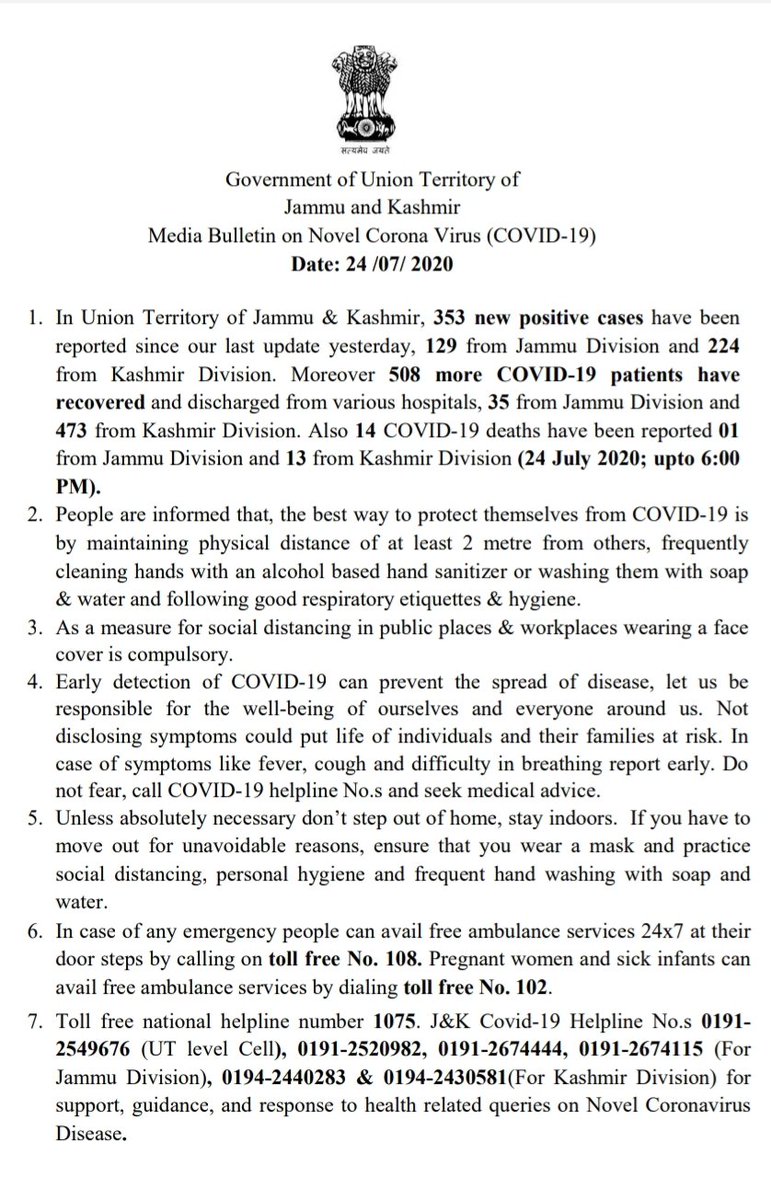 सत्यमेव जयते
Government of Union Territory of
Jammu and Kashmir
Media Bulletin on Novel Corona Virus (COVID-19)
Date: 24 /07/ 2020
1. In Union Territory of Jammu & Kashmir, 353 new positive cases have been
reported since our last update yesterday, 129 from Jammu Division and 224
from Kashmir Division. Moreover 508 more COVID-19 patients have
recovered and discharged from various hospitals, 35 from Jammu Division and
473 from Kashmir Division. Also 14 COVID-19 deaths have been reported 01
from Jammu Division and 13 from Kashmir Division (24 July 2020; upto 6:00
PM).
2. People are informed that, the best way to protect themselves from COVID-19 is
by maintaining physical distance of at least 2 metre from others, frequently
cleaning hands with an alcohol based hand sanitizer or washing them with soap
& water and following good respiratory etiquettes & hygiene.
3. As a measure for social distancing in public places & workplaces wearing a face
cover is compulsory.
4. Early detection of COVID-19 can prevent the spread of disease, let us be
responsible for the well-being of ourselves and everyone around us. Not
disclosing symptoms could put life of individuals and their families at risk. In
case of symptoms like fever, cough and difficulty in breathing report early. Do
not fear, call COVID-19 helpline No.s and seek medical advice.
5. Unless absolutely necessary don’t step out of home, stay indoors. If you have to
move out for unavoidable reasons, ensure that you wear a mask and practice
social distancing, personal hygiene and frequent hand washing with soap and
water.
6. In case of any emergency people can avail free ambulance services 24x7 at their
door steps by calling on toll free No. 108. Pregnant women and sick infants can
avail free ambulance services by dialing toll free No. 102.
7. Toll free national helpline number 1075. J&K Covid-19 Helpline No.s 0191-
2549676 (UT level Cell), 0191-2520982, 0191-2674444, 0191-2674115 (For
Jammu Division), 0194-2440283 & 0194-2430581(For Kashmir Division) for
support, guidance, and response to health related queries on Novel Coronavirus
Disease.